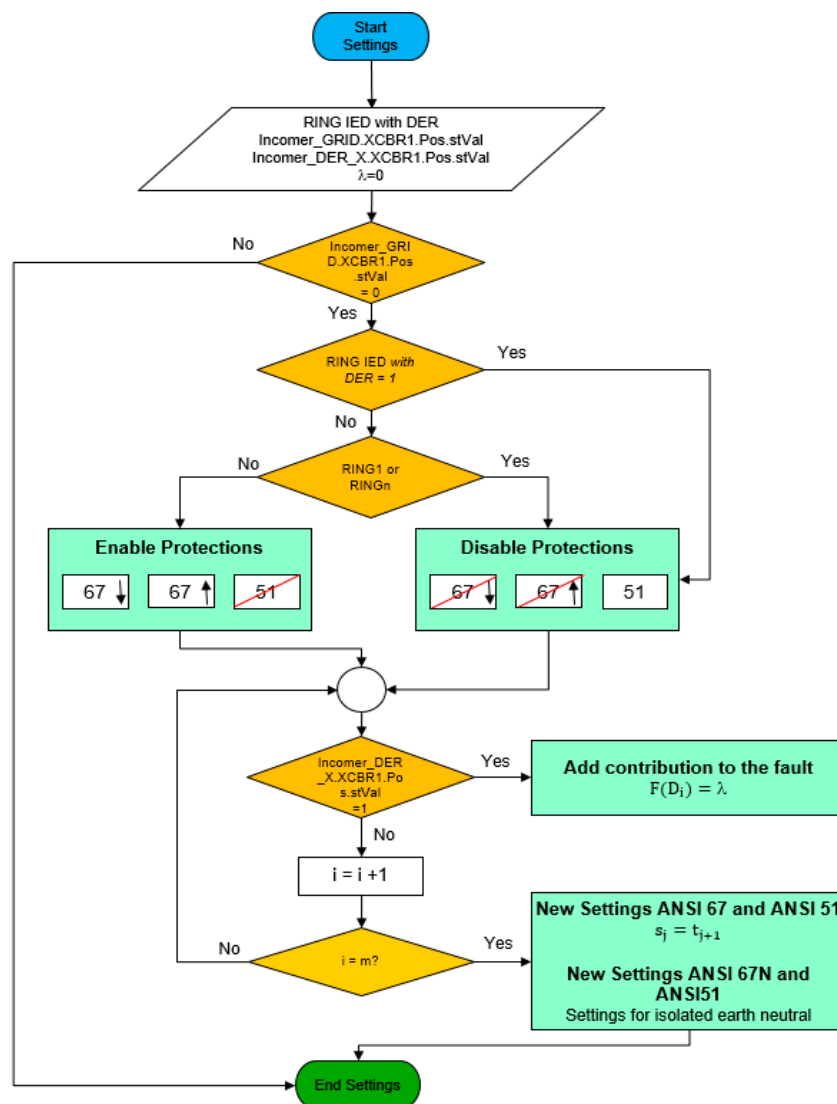 Start
Settings
RING IED with DER
Incomer_GRID.XCBR1.Pos.stVal
Incomer_DER_X.XCBR1.Pos.stVal
λ=0
No
Incomer_GRI
D.XCBR1.Pos
.stVal
= 0
Yes
RING IED with
DER = 1
Yes
No
RING1 or
RINGn
No
Yes
Enable Protections
67
67
51
Disable Protections
67
67
51
Incomer_DER
_X.XCBR1.Po
s.stVal
=1
Yes
Add contribution to the fault
F(Dᵢ) = λ
No
i = i +1
No
i = m?
Yes
New Settings ANSI 67 and ANSI 51
sⱼ = tⱼ₊₁
New Settings ANSI 67N and
ANSI51
Settings for isolated earth neutral
End Settings